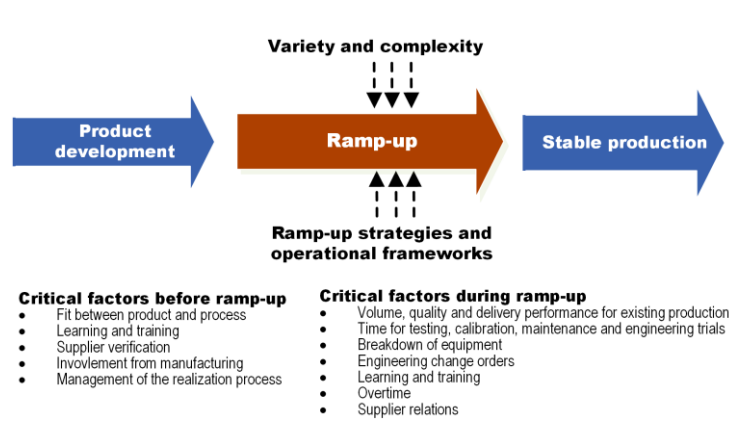 Variety and complexity
Product
development
Ramp-up
Stable production
Ramp-up strategies and
operational frameworks
Critical factors before ramp-up
• Fit between product and process
• Learning and training
• Supplier verification
• Invovlement from manufacturing
• Management of the realization process
Critical factors during ramp-up
• Volume, quality and delivery performance for existing production
• Time for testing, calibration, maintenance and engineering trials
• Breakdown of equipment
• Engineering change orders
• Learning and training
• Overtime
• Supplier relations